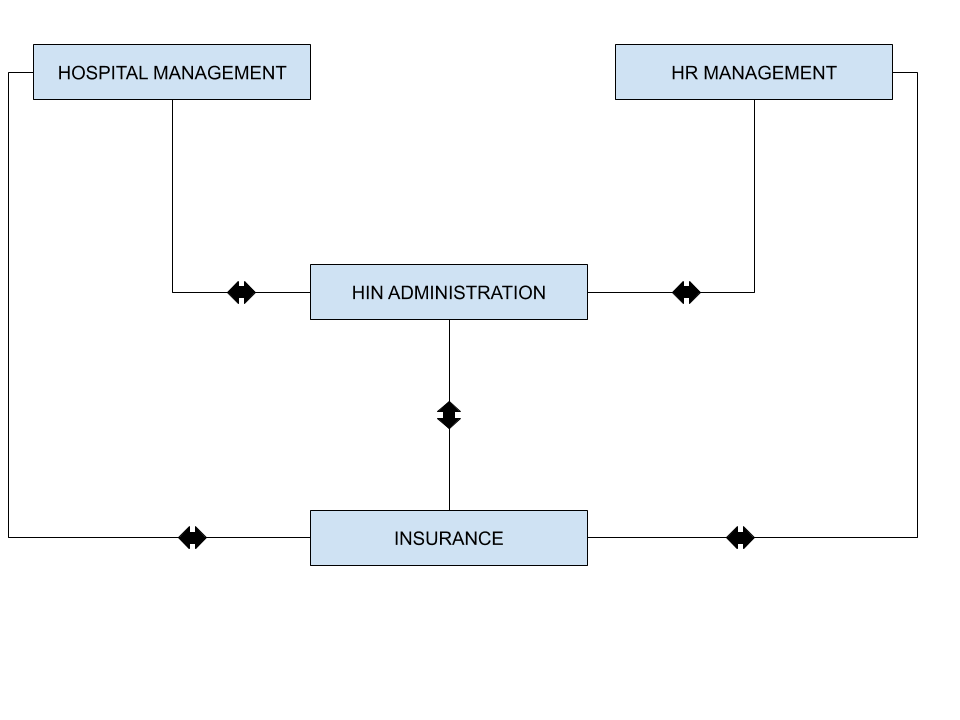 HOSPITAL MANAGEMENT
HR MANAGEMENT
HIN ADMINISTRATION
INSURANCE